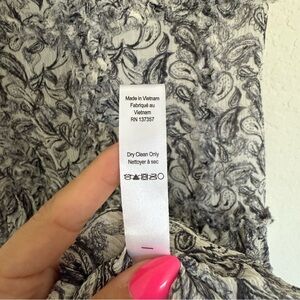 Made in Vietnam
Fabriqué au
Vietnam
RN 137357
Dry Clean Only
Nettoyer à sec